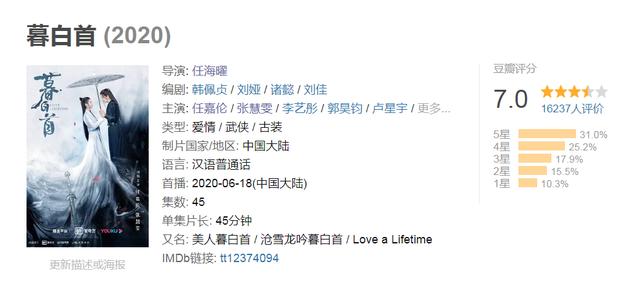 暮白首 (2020)
暮白首
导演: 任海曜
编剧: 韩佩贞 / 刘娅 / 诸懿 / 刘佳
主演: 任嘉伦 / 张慧雯 / 李艺彤 / 郭昊钧 / 卢星宇 / 更多...
类型: 爱情 / 武侠 / 古装
制片国家/地区: 中国大陆
语言: 汉语普通话
首播: 2020-06-18(中国大陆)
集数: 45
单集片长: 45分钟
又名: 美人暮白首 / 沧雪龙吟暮白首 / Love a Lifetime
IMDb链接: tt12374094
YOUKU
更新描述或海报
豆瓣评分
7.0
16237人评价
5星 31.0%
4星 25.2%
3星 17.9%
2星 15.5%
1星 10.3%